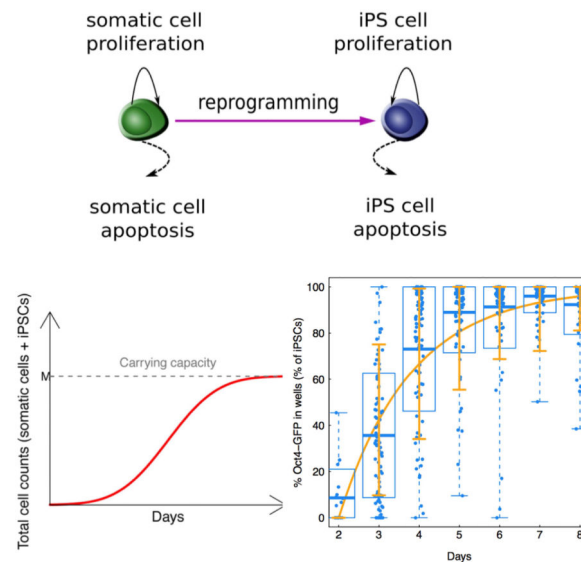 somatic cell
proliferation
iPS cell
proliferation
reprogramming
somatic cell
apoptosis
iPS cell
apoptosis
Total cell counts (somatic cells + iPSCs)
M
Carrying capacity
Days
% Oct4-GFP in wells (% of iPSCs)
100
80
60
40
20
0
2 3 4 5 6 7 8
Days